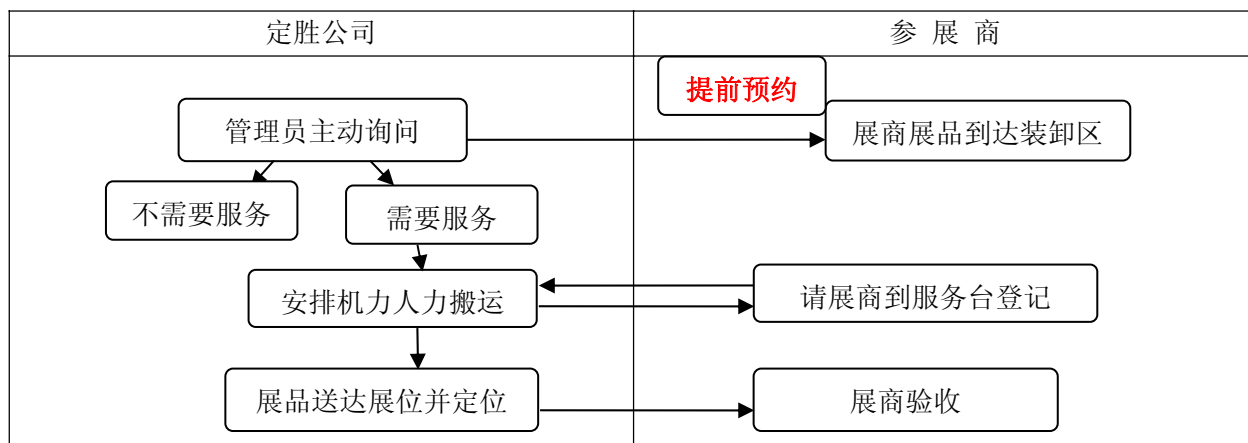 定胜公司
参 展 商
提前预约
管理员主动询问
展商展品到达装卸区
不需要服务
需要服务
安排机力人力搬运
请展商到服务台登记
展品送达展位并定位
展商验收